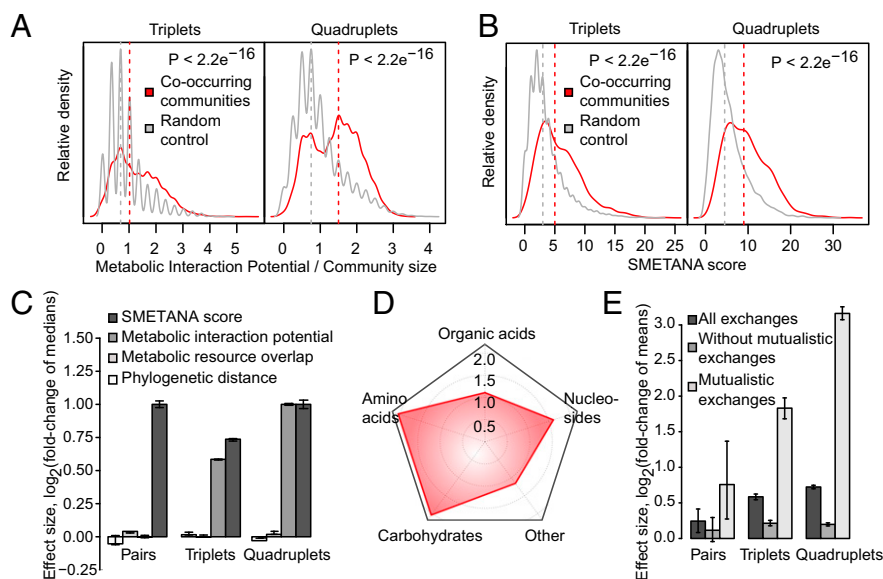 A
Triplets
Quadruplets
P < 2.2e⁻¹⁶
P < 2.2e⁻¹⁶
Co-occurring
communities
Random
control
Relative density
0 1 2 3 4 5
0 1 2 3 4
Metabolic Interaction Potential / Community size
B
Triplets
Quadruplets
P < 2.2e⁻¹⁶
P < 2.2e⁻¹⁶
Co-occurring
communities
Random
control
Relative density
0 5 10 15 20 25
0 10 20 30
SMETANA score
C
SMETANA score
Metabolic interaction potential
Metabolic resource overlap
Phylogenetic distance
Effect size, log₂(fold-change of medians)
1.50
1.25
1.00
0.75
0.50
0.25
0.00
−0.25
Pairs
Triplets
Quadruplets
D
Organic acids
2.0
1.5
1.0
0.5
Amino
acids
Nucleo-
sides
Carbohydrates
Other
E
All exchanges
Without mutualistic
exchanges
Mutualistic
exchanges
Effect size, log₂(fold-change of means)
3.0
2.5
2.0
1.5
1.0
0.5
0.0
Pairs
Triplets
Quadruplets